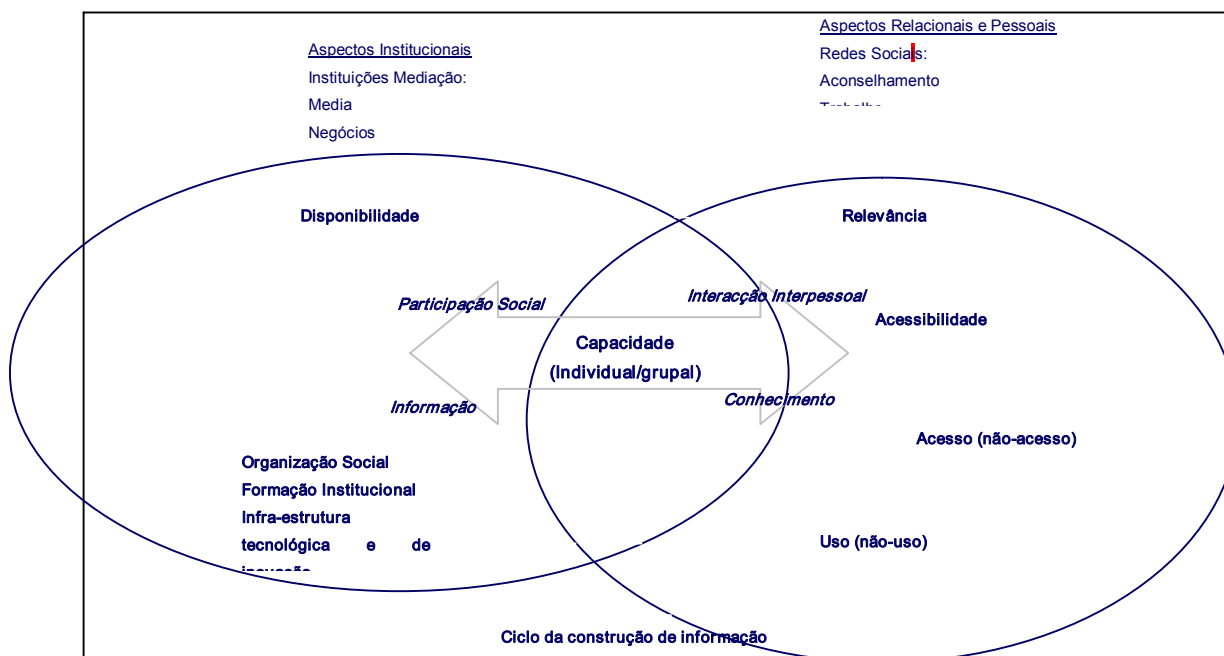 Aspectos Institucionais
Instituições Mediação:
Media
Negócios
Aspectos Relacionais e Pessoais
Redes Sociais:
Aconselhamento
Disponibilidade
Relevância
Participação Social
Interacção Interpessoal
Acessibilidade
Capacidade
(Individual/grupal)
Informação
Conhecimento
Acesso (não-acesso)
Organização Social
Formação Institucional
Infra-estrutura
tecnológica e de
Uso (não-uso)
Ciclo da construção de informação